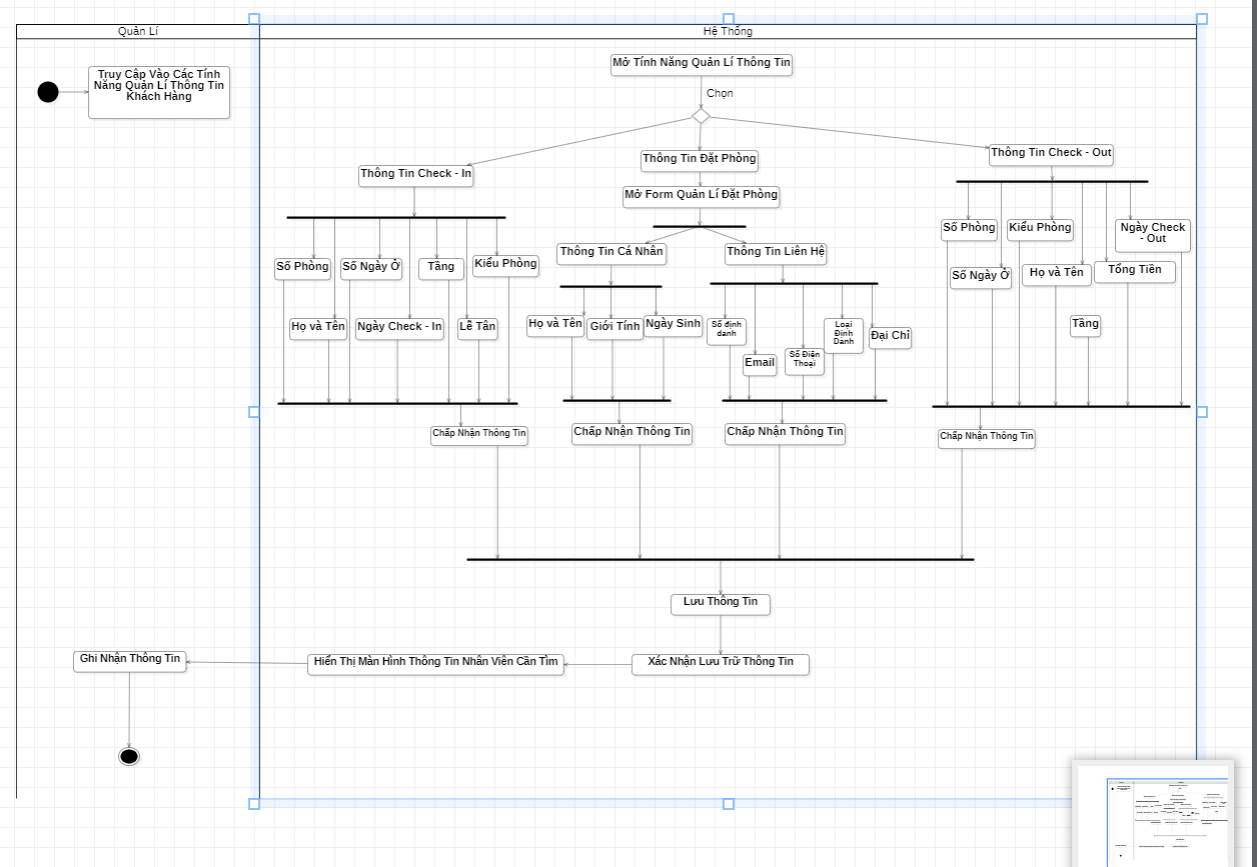 Quản Lí
Hệ Thống
Truy Cập Vào Các Tính
Năng Quản Lí Thông Tin
Khách Hàng
Mở Tính Năng Quản Lí Thông Tin
Chọn
Thông Tin Check - In
Thông Tin Đặt Phòng
Thông Tin Check - Out
Mở Form Quản Lí Đặt Phòng
Số Phòng
Kiểu Phòng
Ngày Check
- Out
Thông Tin Cá Nhân
Thông Tin Liên Hệ
Số Phòng
Số Ngày Ở
Tầng
Kiểu Phòng
Số Ngày Ở
Họ và Tên
Tổng Tiền
Họ và Tên
Ngày Check - In
Lễ Tân
Họ và Tên
Giới Tính
Ngày Sinh
Số định
danh
Email
Số Điện
Thoại
Loại
Định
Danh
Đại Chỉ
Tầng
Chấp Nhận Thông Tin
Chấp Nhận Thông Tin
Chấp Nhận Thông Tin
Chấp Nhận Thông Tin
Lưu Thông Tin
Ghi Nhận Thông Tin
Hiển Thị Màn Hình Thông Tin Nhân Viên Cần Tìm
Xác Nhận Lưu Trữ Thông Tin